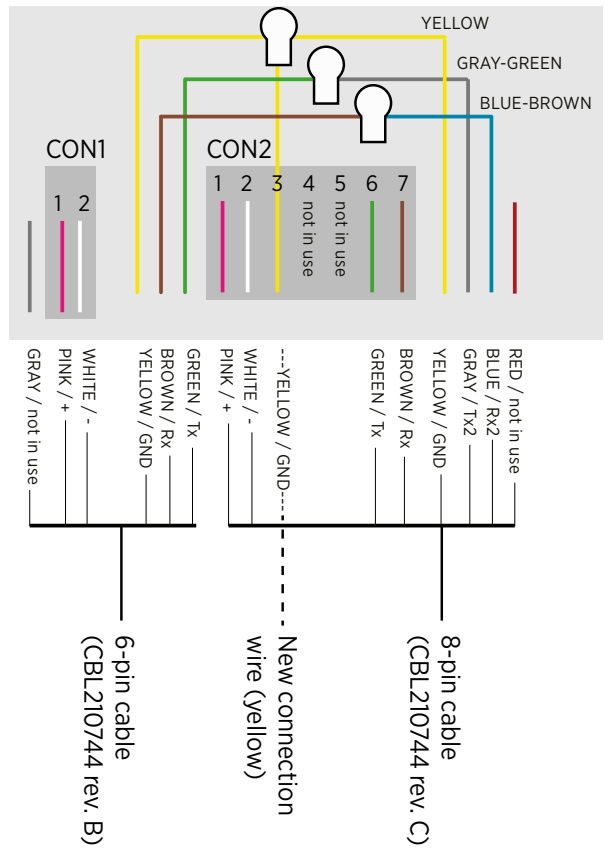 YELLOW
GRAY-GREEN
BLUE-BROWN
CON1
CON2
1 2
1 2 3 4 5 6 7
not in use
not in use
GRAY / not in use
PINK / +
WHITE / -
YELLOW / GND
BROWN / Rx
GREEN / Tx
PINK / +
WHITE / -
---YELLOW / GND---
GREEN / Tx
BROWN / Rx
YELLOW / GND
GRAY / Tx2
BLUE / Rx2
RED / not in use
6-pin cable
(CBL210744 rev. B)
New connection
wire (yellow)
8-pin cable
(CBL210744 rev. C)